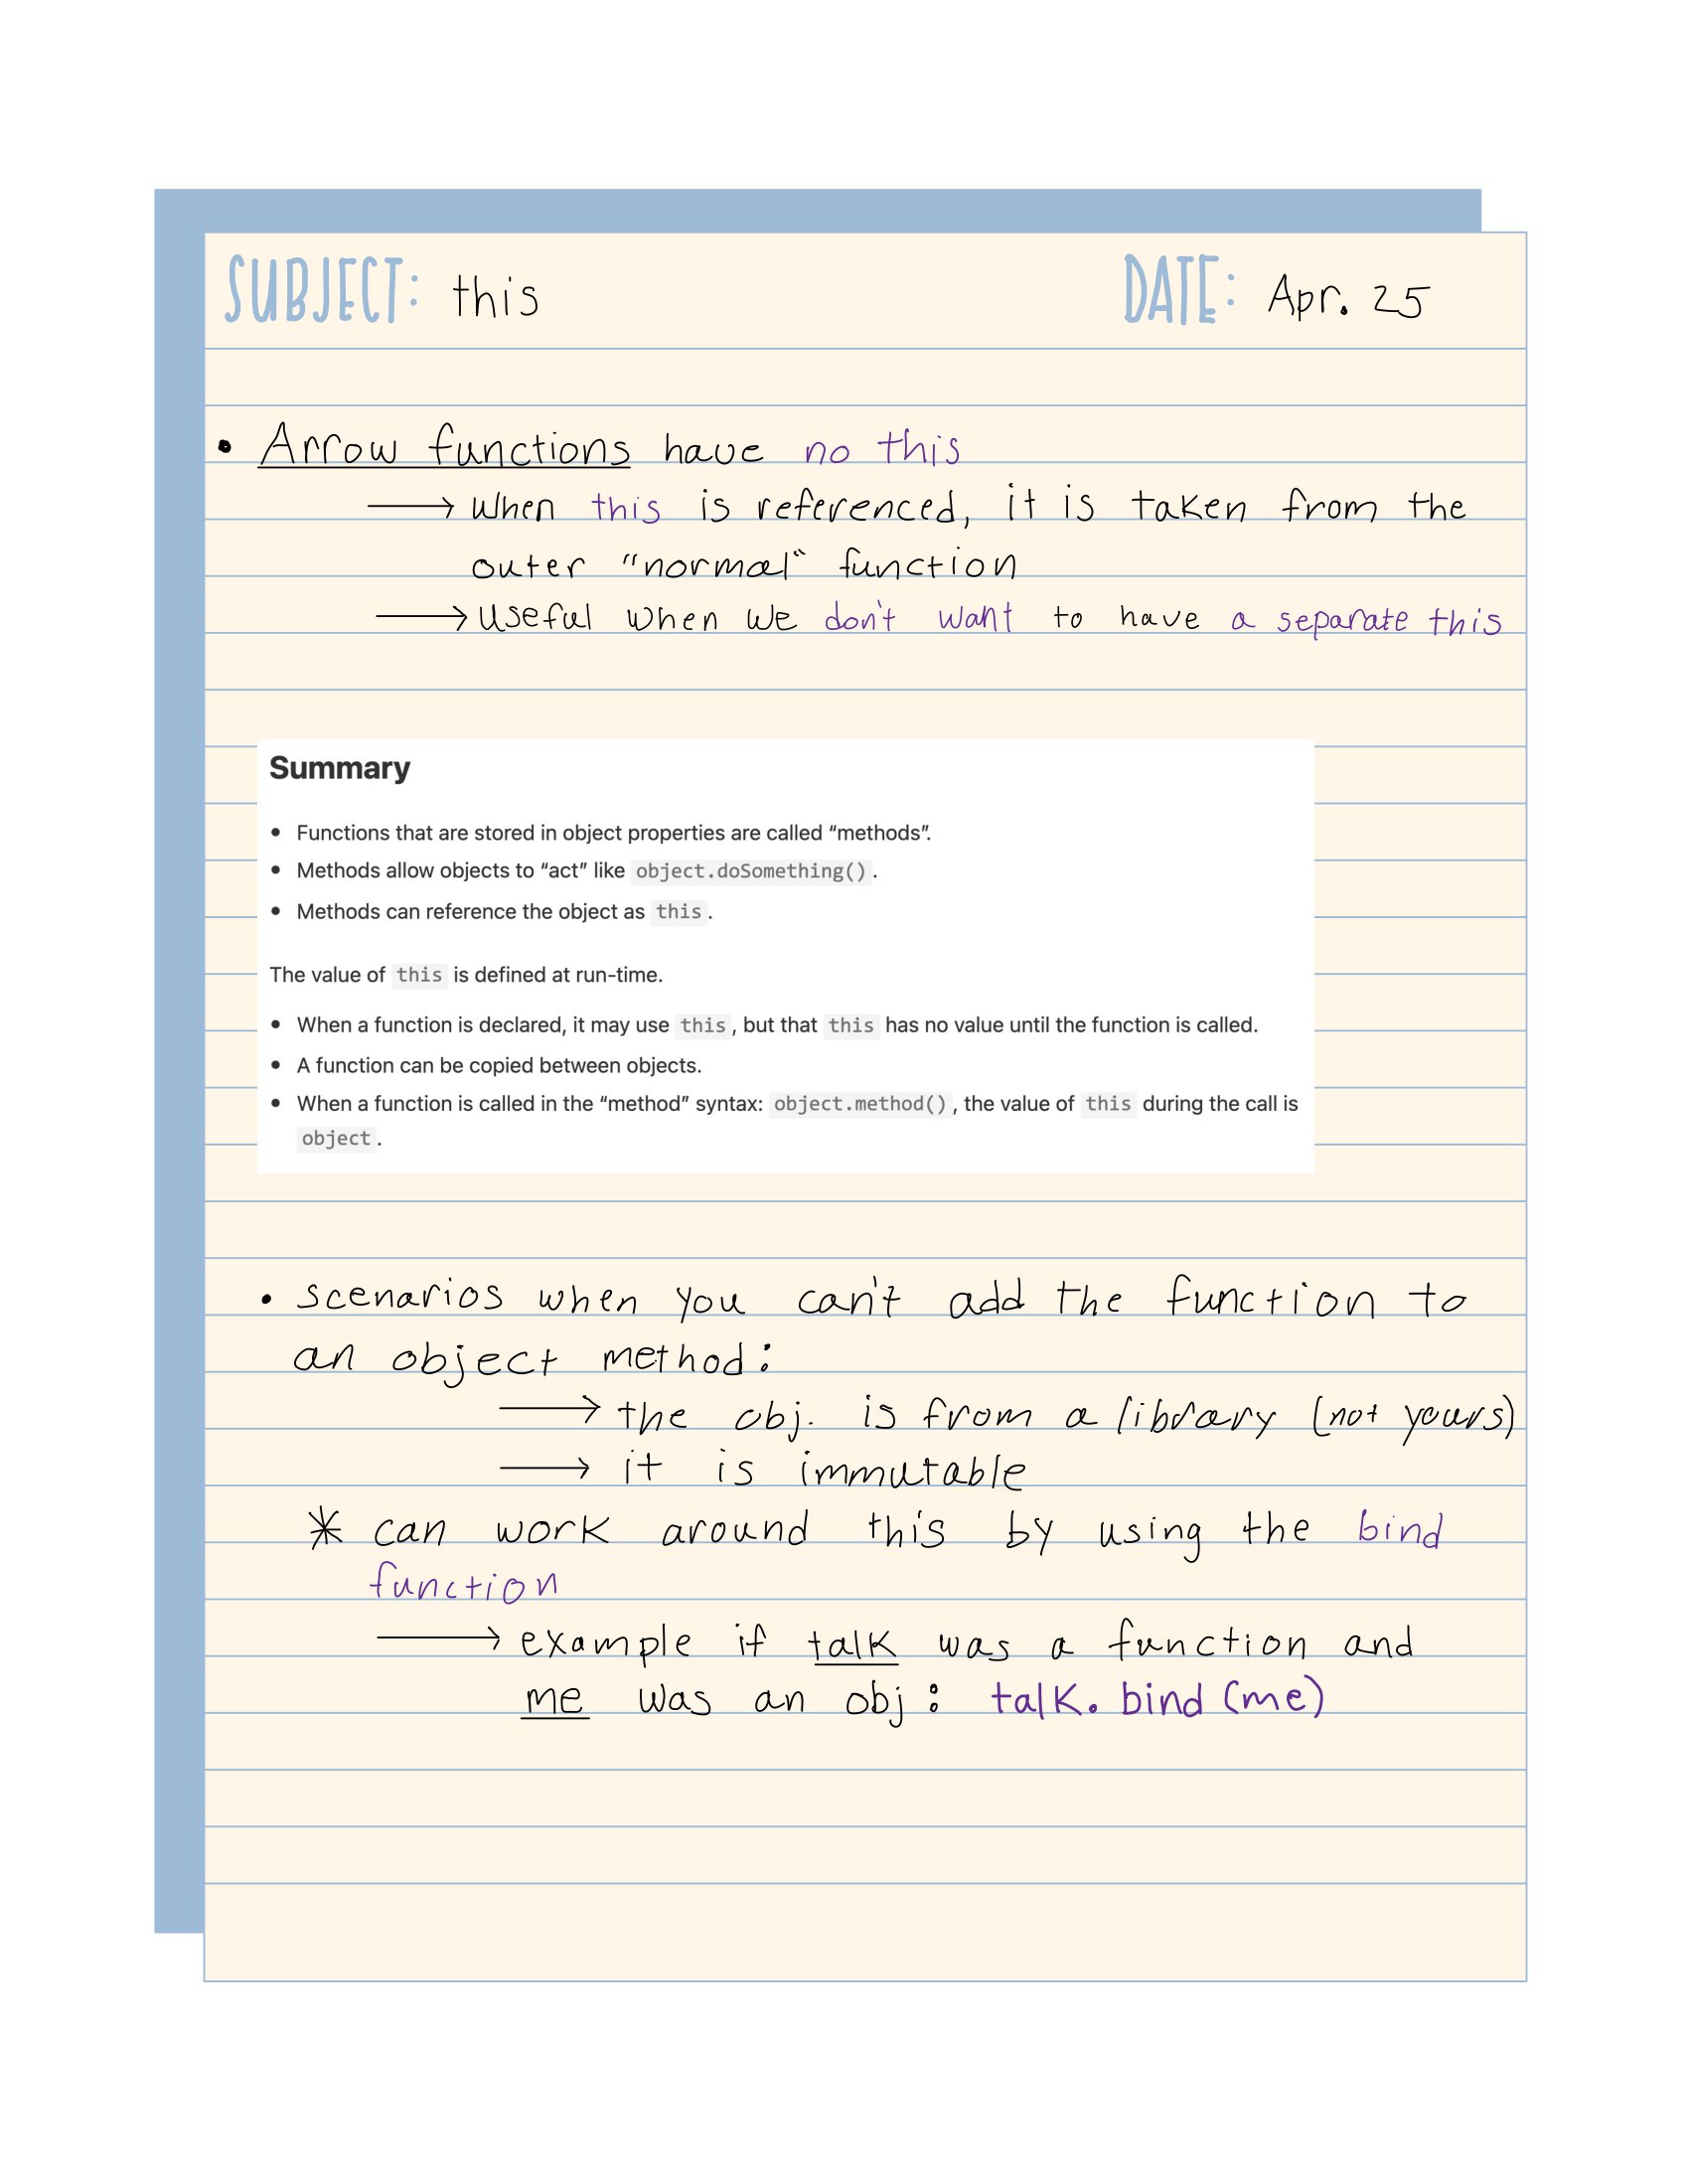 SUBJECT: this DATE: Apr. 25
• Arrow functions have no this
→ When this is referenced, it is taken from the
outer "normal" function
→ Useful when we don't want to have a separate this
Summary
• Functions that are stored in object properties are called “methods”.
• Methods allow objects to “act” like object.doSomething().
• Methods can reference the object as this.
The value of this is defined at run-time.
• When a function is declared, it may use this, but that this has no value until the function is called.
• A function can be copied between objects.
• When a function is called in the “method” syntax: object.method(), the value of this during the call is
object.
• scenarios when you can't add the function to
an object method:
→ the obj. is from a library (not yours)
→ it is immutable
* can work around this by using the bind
function
→ example if talk was a function and
me was an obj: talk.bind(me)